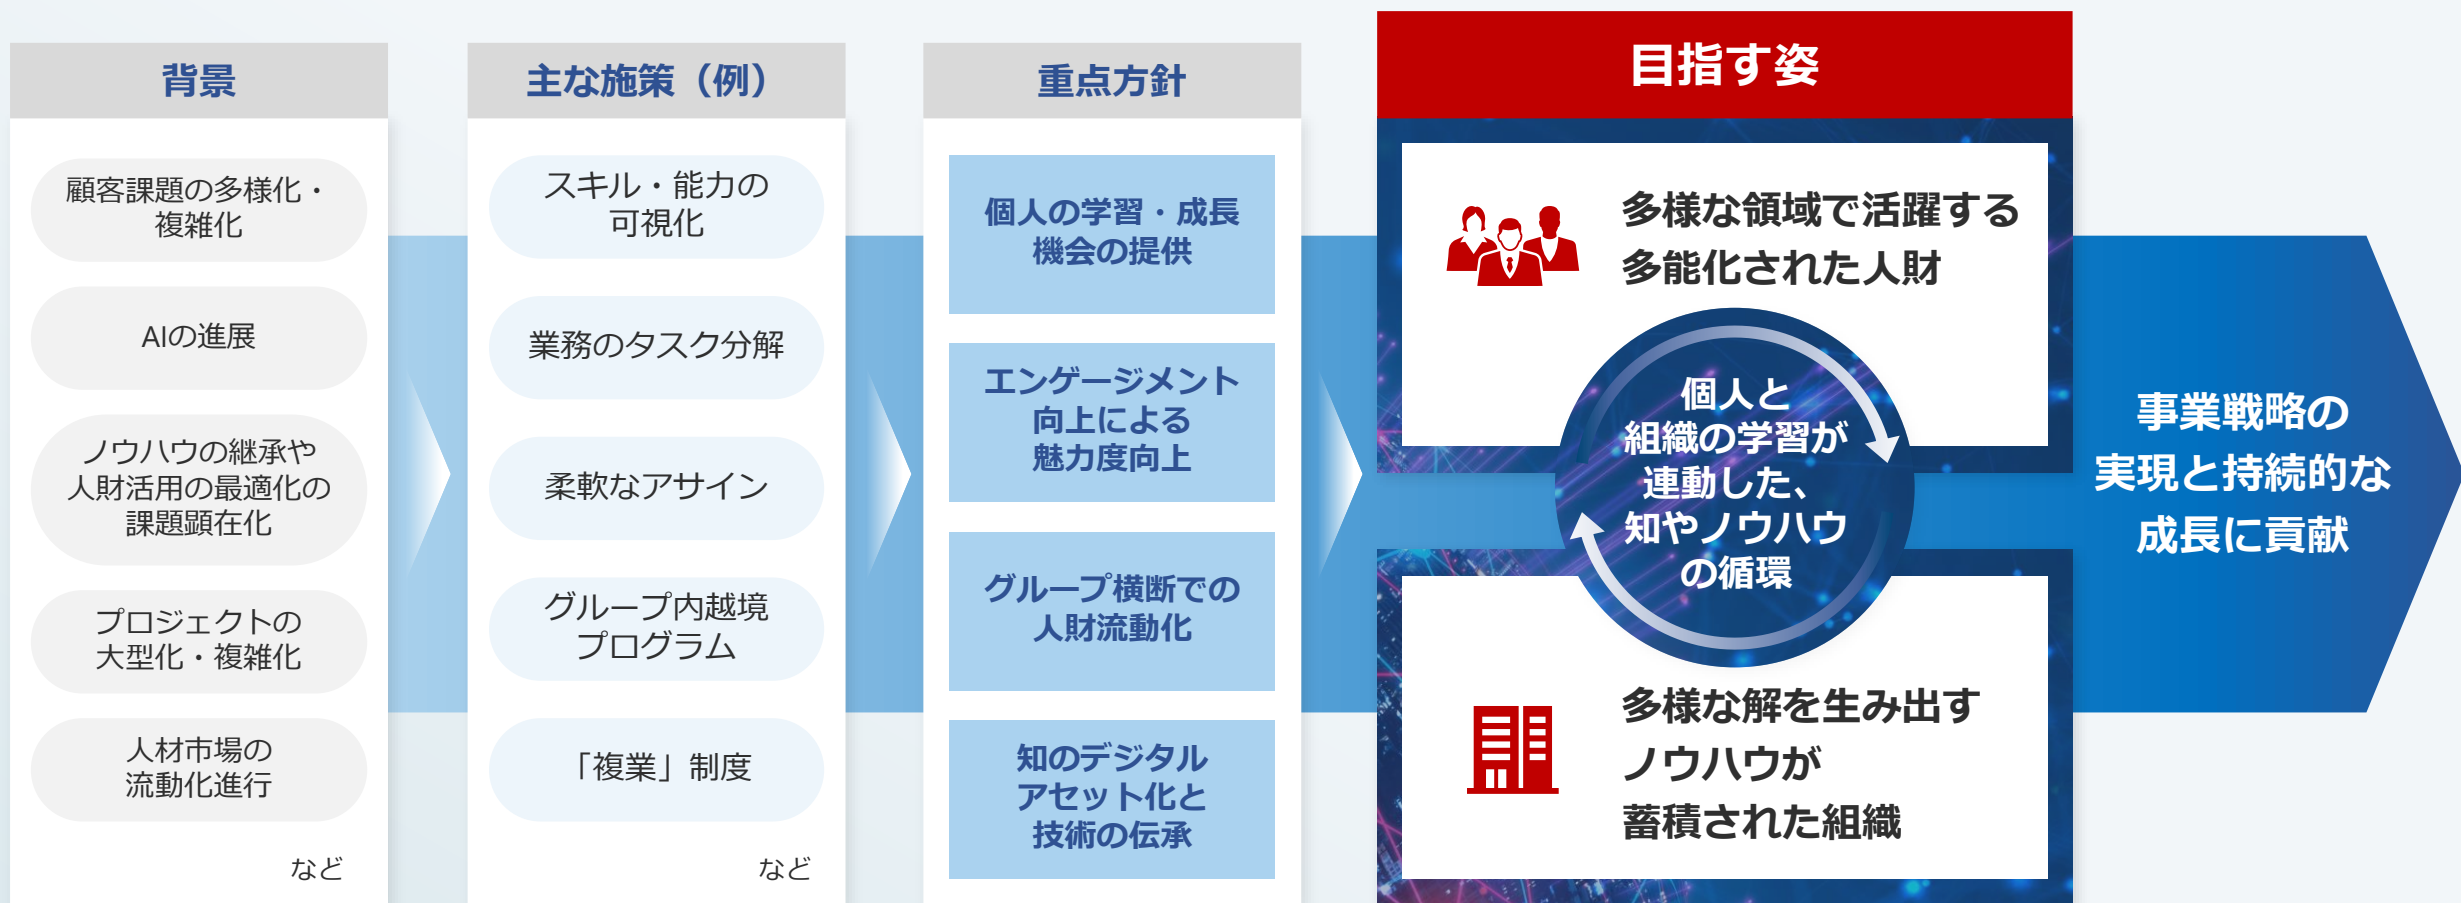 背景
顧客課題の多様化・
複雑化
AIの進展
ノウハウの継承や
人財活用の最適化の
課題顕在化
プロジェクトの
大型化・複雑化
人材市場の
流動化進行
など
主な施策（例）
スキル・能力の
可視化
業務のタスク分解
柔軟なアサイン
グループ内越境
プログラム
「複業」制度
など
重点方針
個人の学習・成長
機会の提供
エンゲージメント
向上による
魅力度向上
グループ横断での
人財流動化
知のデジタル
アセット化と
技術の伝承
目指す姿
多様な領域で活躍する
多能化された人財
個人と
組織の学習が
連動した、
知やノウハウ
の循環
多様な解を生み出す
ノウハウが
蓄積された組織
事業戦略の
実現と持続的な
成長に貢献